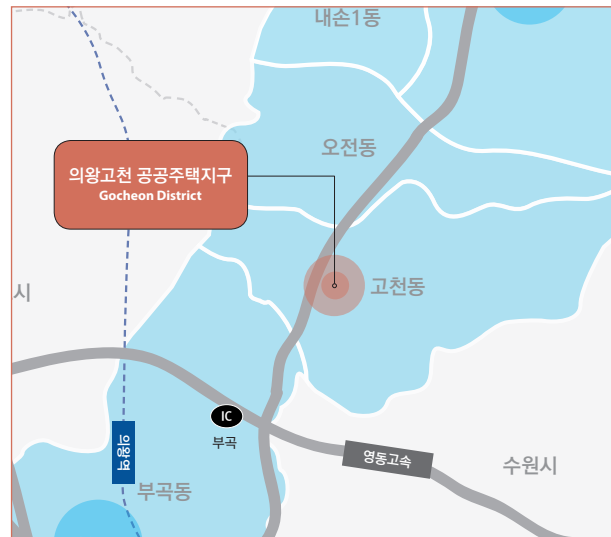 내손1동
오전동
의왕고천 공공주택지구
Gocheon District
고천동
시
IC
부곡
의왕역
영동고속
수원시
부곡동